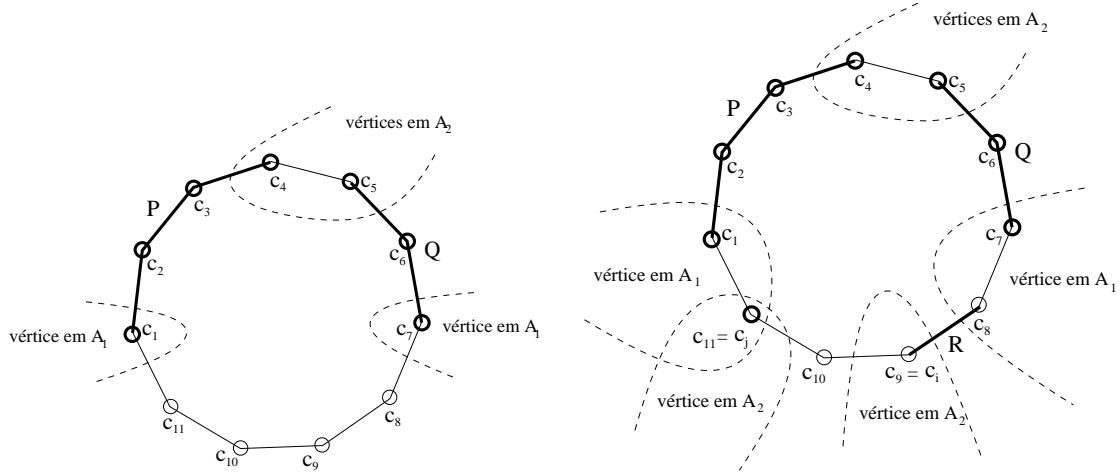 vértices em A₂
c₄
c₅
c₃
P
c₂
c₆
Q
vértice em A₁
c₁
c₇
vértice em A₁
c₁₁
c₈
c₁₀
c₉
vértices em A₂
c₄
c₅
c₃
P
c₂
c₆
Q
c₁
c₇
vértice em A₁
vértice em A₁
c₁₁ = cⱼ
c₈
R
c₁₀
c₉ = cᵢ
vértice em A₂
vértice em A₂